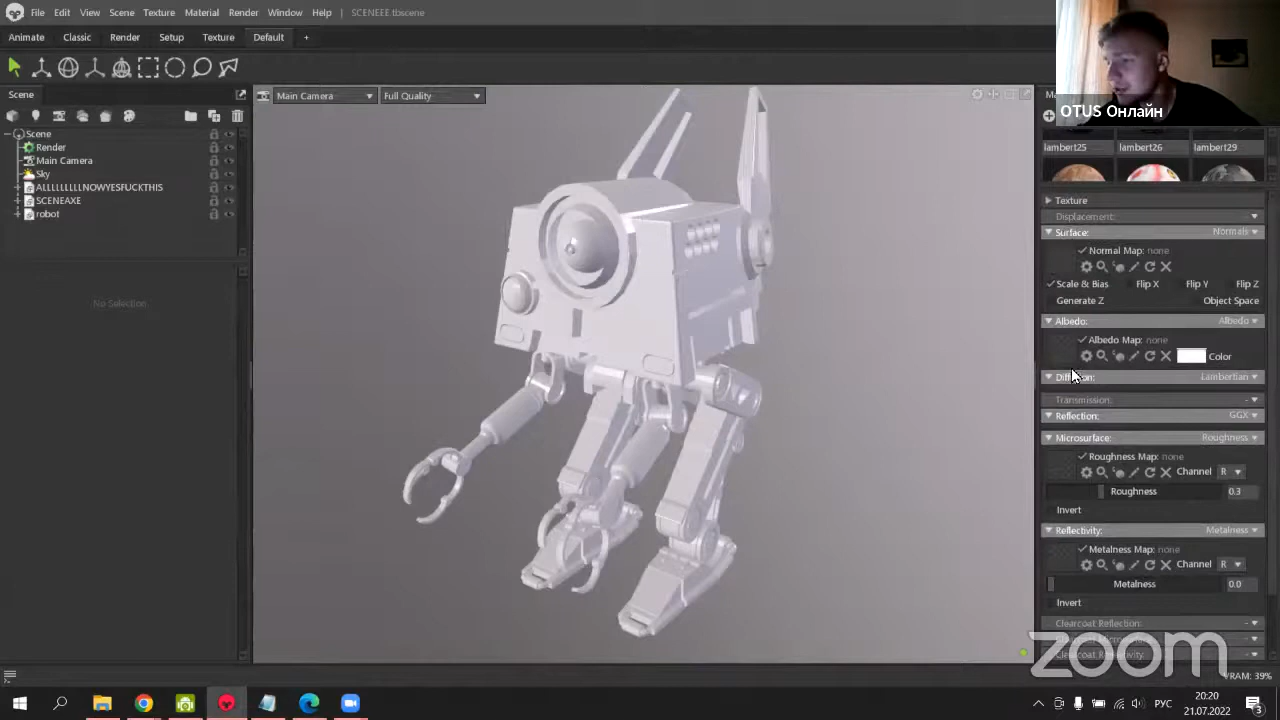 File Edit View Scene Texture Material Render Window Help SCENEEE.tbscene
Animate Classic Render Setup Texture Default +
OTUS Онлайн
Scene
Main Camera Full Quality
Scene
Render
Main Camera
Sky
ALLLLLLLLLNOWYESFUCKTHIS
SCENEAXE
robot
No Selection
lambert25 lambert26 lambert29
Texture
Displacement: -
Surface: Normals
Normal Map: none
Scale & Bias Flip X Flip Y Flip Z
Generate Z Object Space
Albedo: Albedo
Albedo Map: none
Color
Lambertian
Transmission: -
Reflection: GGX
Microsurface: Roughness
Roughness Map: none
Channel R
Roughness 0.3
Invert
Reflectivity: Metalness
Metalness Map: none
Channel R
Metalness 0.0
Invert
Clearcoat Reflection: -
Clearcoat Reflectivity: -
zoom
VRAM: 39%
РУС
20:20
21.07.2022
3